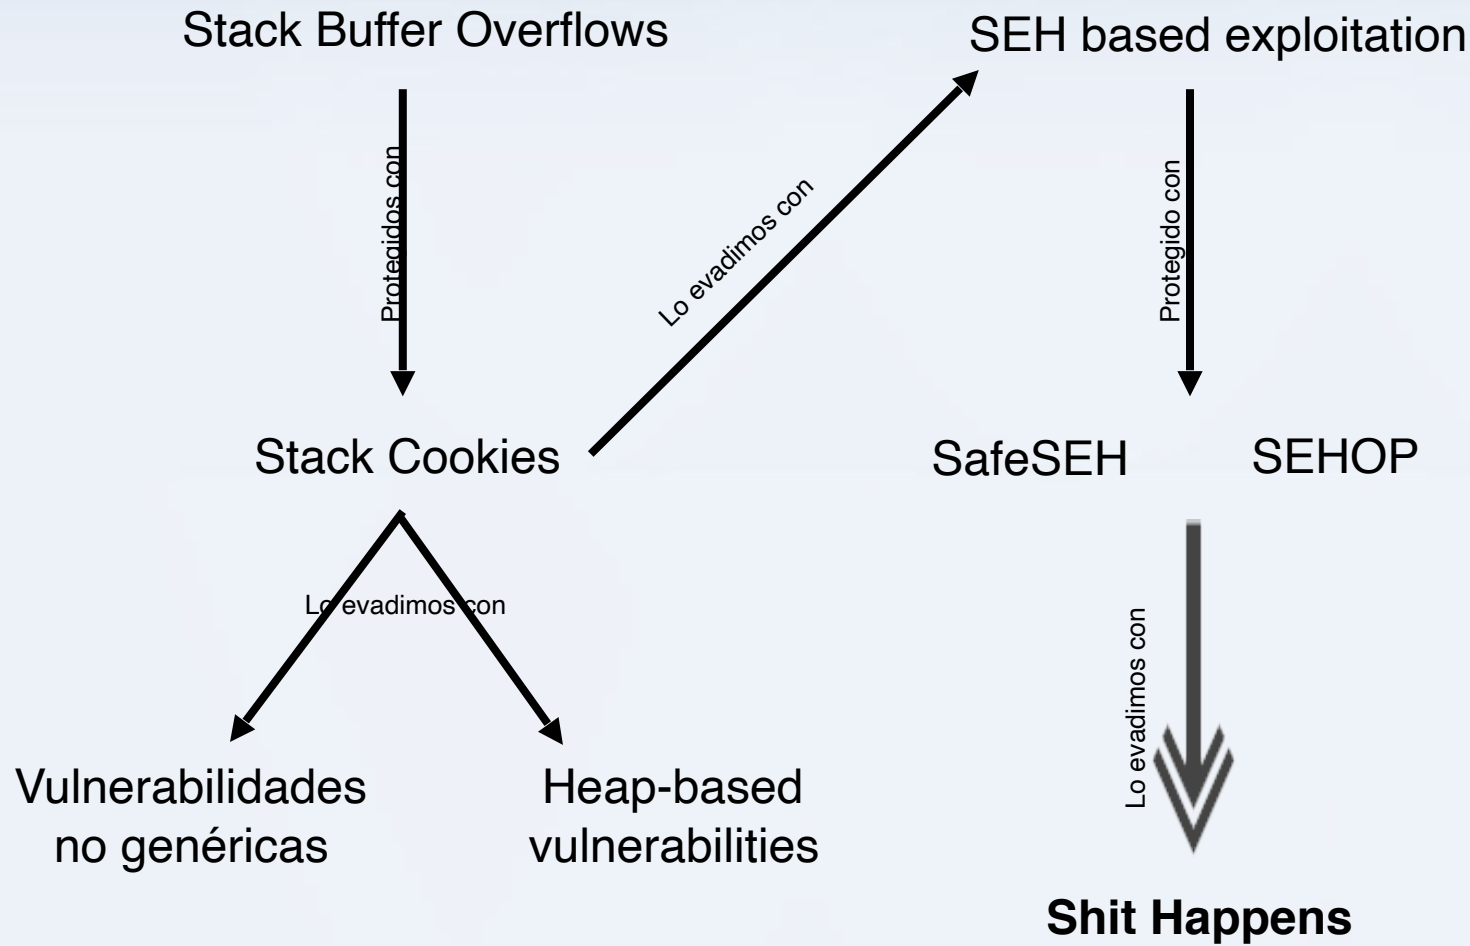 Stack Buffer Overflows
SEH based exploitation
Protegidos con
Lo evadimos con
Protegido con
Stack Cookies
SafeSEH
SEHOP
Lo evadimos con
Lo evadimos con
Vulnerabilidades
no genéricas
Heap-based
vulnerabilities
Shit Happens